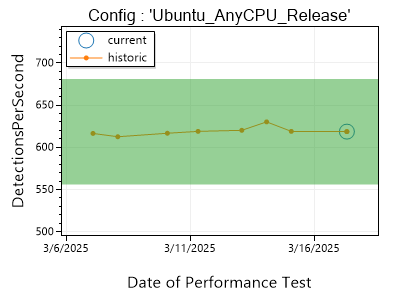 Config : 'Ubuntu_AnyCPU_Release'
current
historic
DetectionsPerSecond
700
650
600
550
500
3/6/2025 3/11/2025 3/16/2025
Date of Performance Test